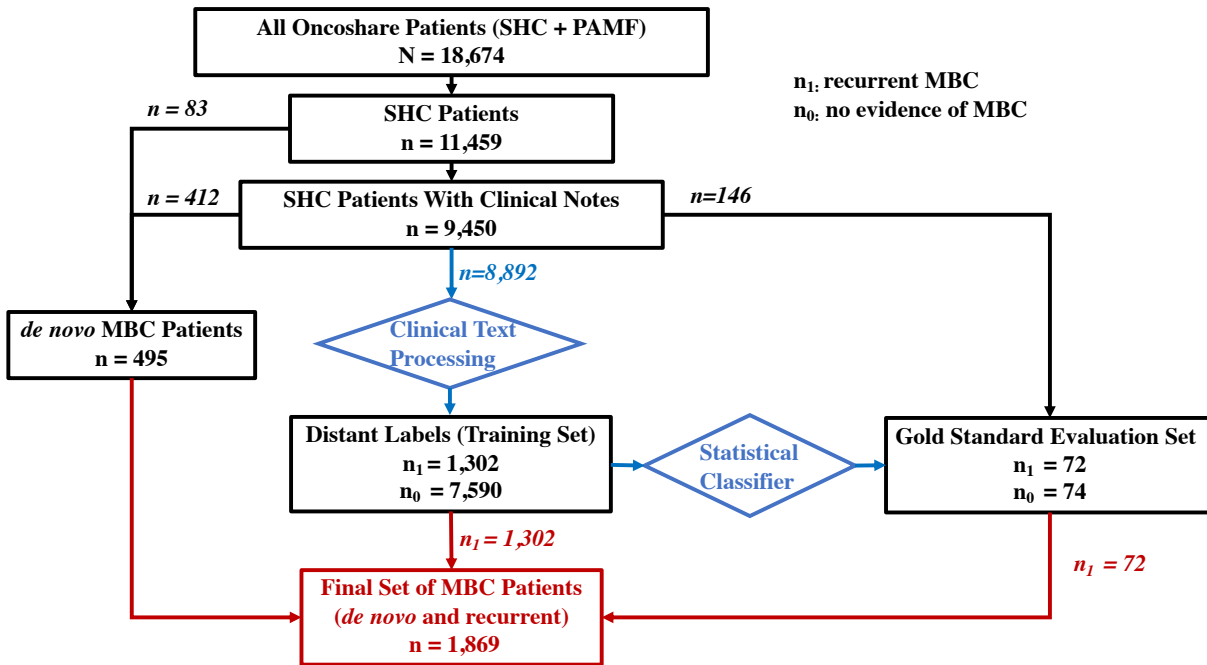 All Oncoshare Patients (SHC + PAMF)
N = 18,674
n₁: recurrent MBC
n₀: no evidence of MBC
n = 83
SHC Patients
n = 11,459
n = 412
SHC Patients With Clinical Notes
n = 9,450
n=146
n=8,892
de novo MBC Patients
n = 495
Clinical Text
Processing
Distant Labels (Training Set)
n₁ = 1,302
n₀ = 7,590
Statistical
Classifier
Gold Standard Evaluation Set
n₁ = 72
n₀ = 74
n₁ = 1,302
n₁ = 72
Final Set of MBC Patients
(de novo and recurrent)
n = 1,869